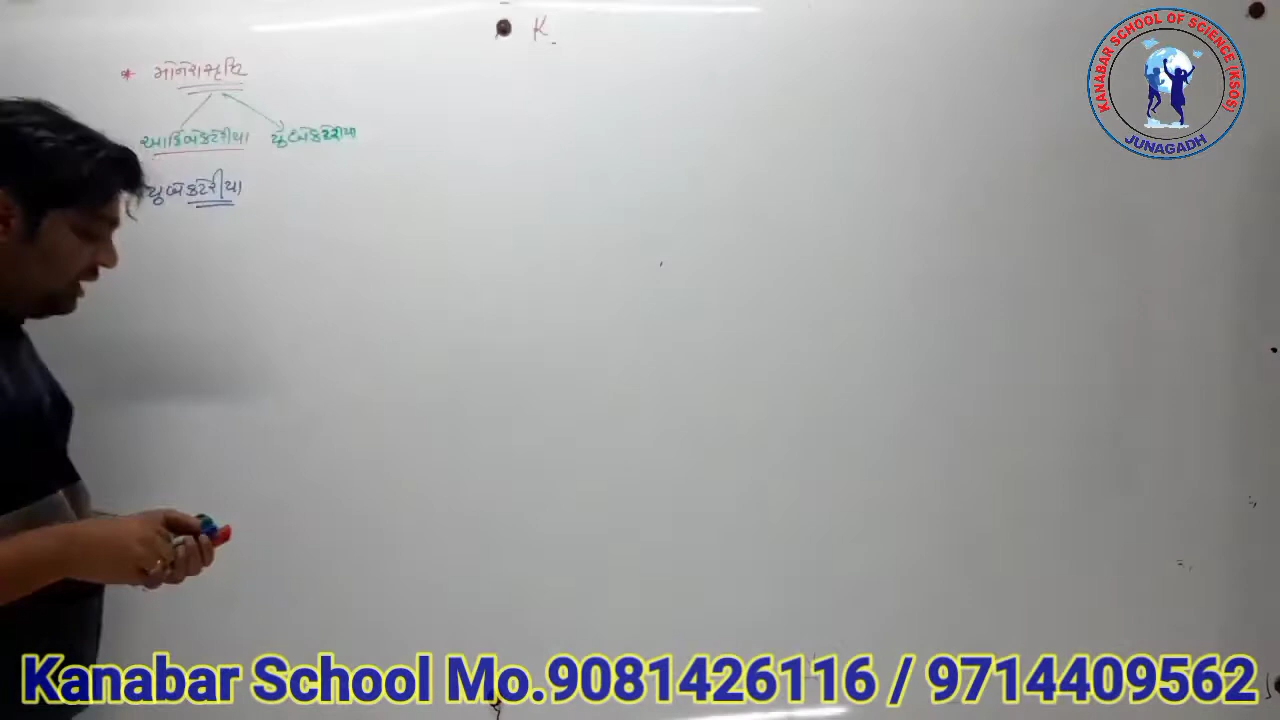 K
* મોનેરાસૃષ્ટિ
આર્કિબેક્ટેરીયા યુબેક્ટેરીયા
યુબેક્ટેરીયા
KANABAR SCHOOL OF SCIENCE (KSOS)
JUNAGADH
Kanabar School Mo.9081426116 / 9714409562